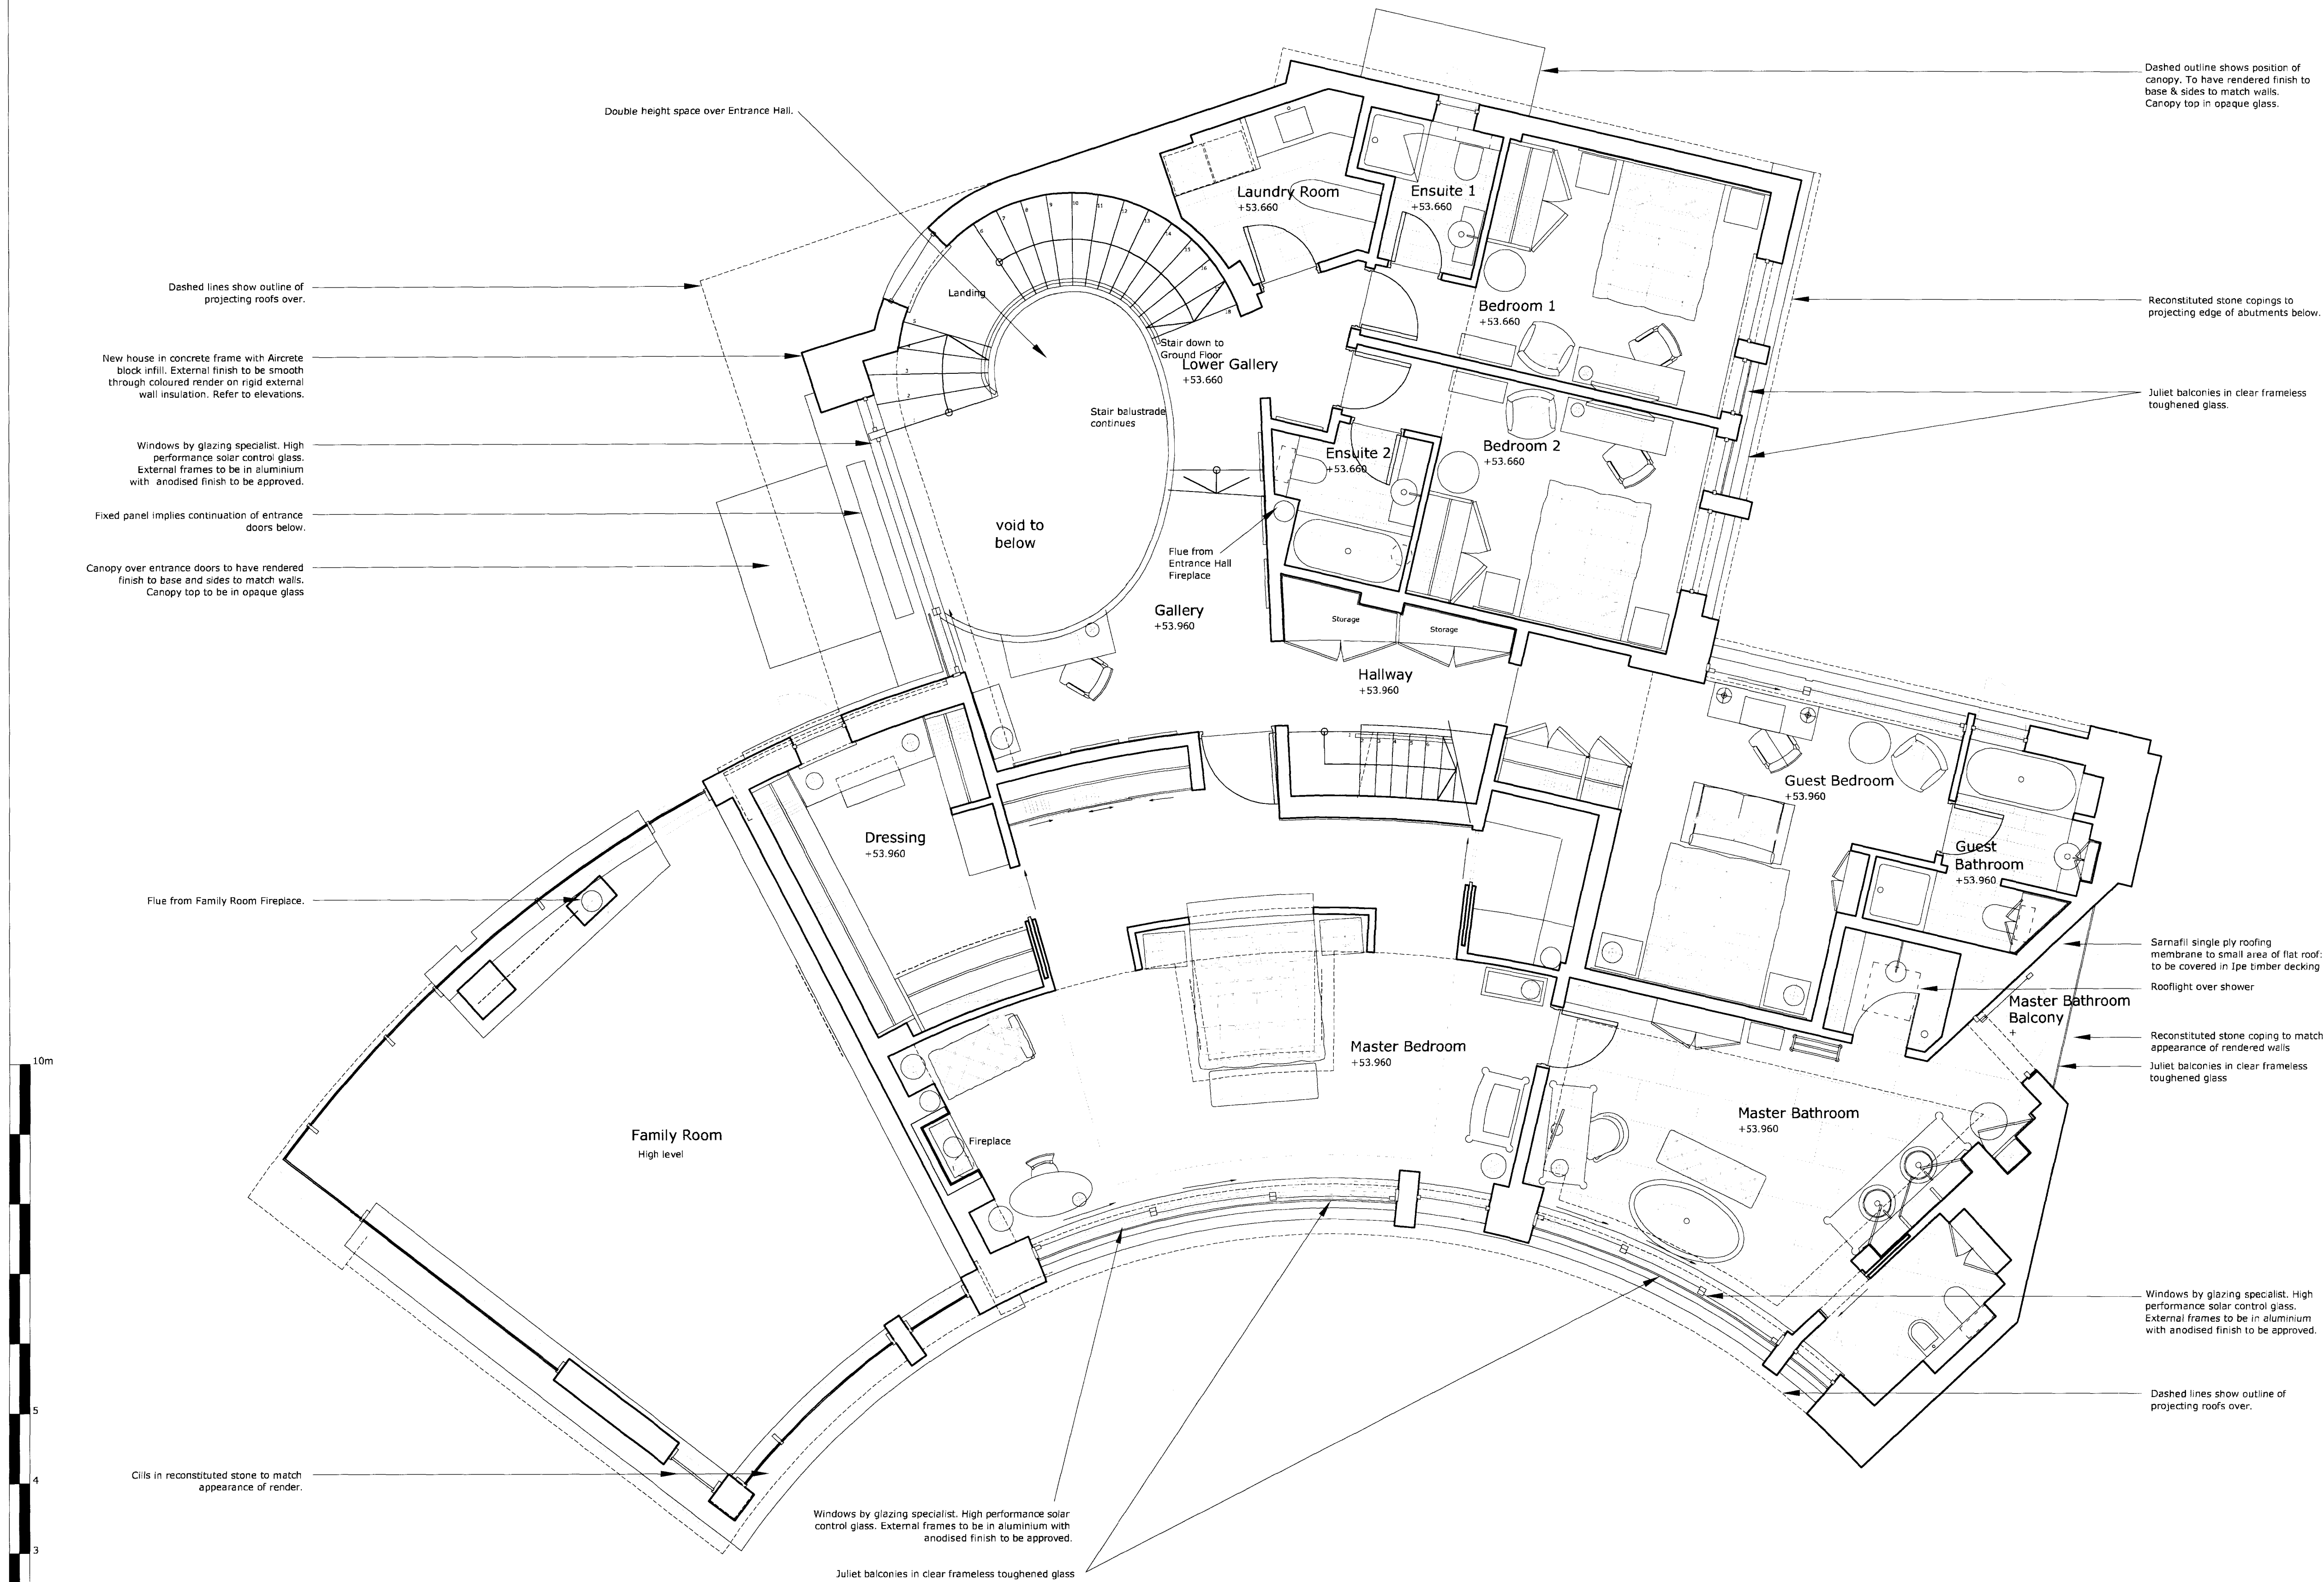 Dashed outline shows position of
canopy. To have rendered finish to
base & sides to match walls.
Canopy top in opaque glass.
Double height space over Entrance Hall.
Laundry Room
+53.660
Ensuite 1
+53.660
Dashed lines show outline of
projecting roofs over.
Landing
Bedroom 1
+53.660
Reconstituted stone copings to
projecting edge of abutments below.
New house in concrete frame with Aircrete
block infill. External finish to be smooth
through coloured render on rigid external
wall insulation. Refer to elevations.
Stair down to
Ground Floor
Lower Gallery
+53.660
Juliet balconies in clear frameless
toughened glass.
Stair balustrade
continues
Windows by glazing specialist. High
performance solar control glass.
External frames to be in aluminium
with anodised finish to be approved.
Ensuite 2
+53.660
Bedroom 2
+53.660
Fixed panel implies continuation of entrance
doors below.
void to
below
Flue from
Entrance Hall
Fireplace
Canopy over entrance doors to have rendered
finish to base and sides to match walls.
Canopy top to be in opaque glass
Gallery
+53.960
Storage
Storage
Hallway
+53.960
Guest Bedroom
+53.960
Dressing
+53.960
Guest
Bathroom
+53.960
Flue from Family Room Fireplace.
Sarnafil single ply roofing
membrane to small area of flat roof:
to be covered in Ipe timber decking
Rooflight over shower
Master Bathroom
Balcony
+
Reconstituted stone coping to match
appearance of rendered walls
Juliet balconies in clear frameless
toughened glass
Master Bedroom
+53.960
10m
Master Bathroom
+53.960
Family Room
High level
Fireplace
Windows by glazing specialist. High
performance solar control glass.
External frames to be in aluminium
with anodised finish to be approved.
Dashed lines show outline of
projecting roofs over.
5
Cills in reconstituted stone to match
appearance of render.
4
Windows by glazing specialist. High performance solar
control glass. External frames to be in aluminium with
anodised finish to be approved.
3
Juliet balconies in clear frameless toughened glass